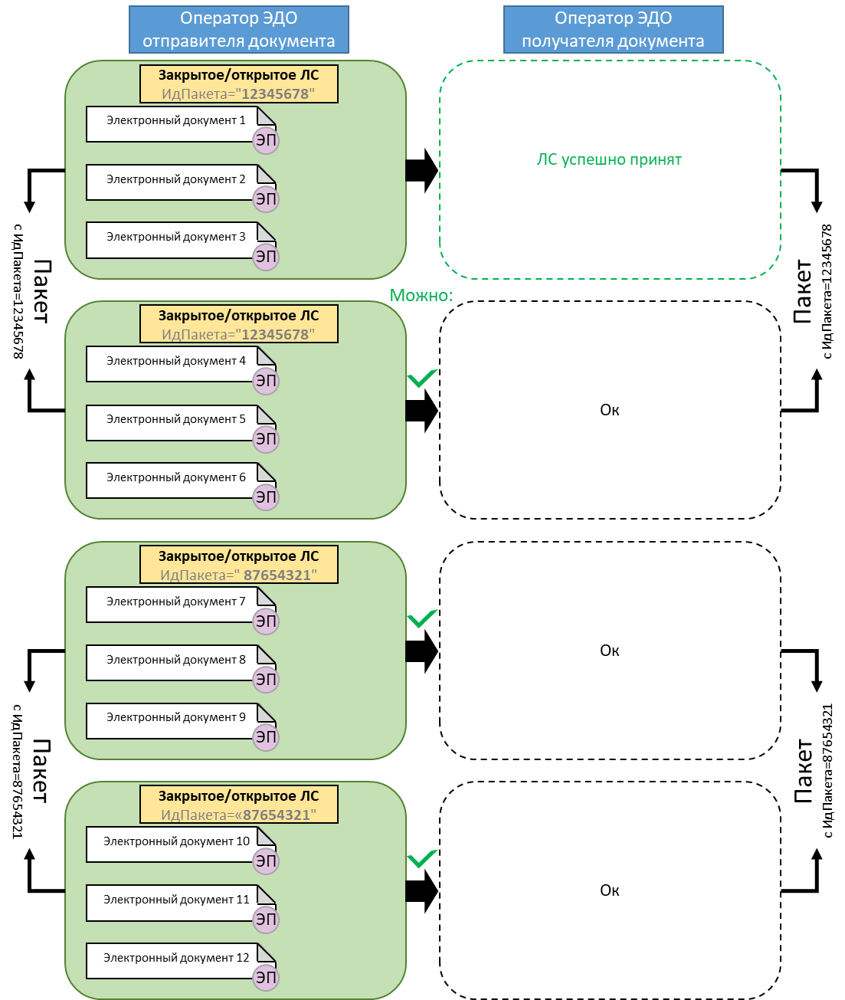 Оператор ЭДО
отправителя документа
Оператор ЭДО
получателя документа
Закрытое/открытое ЛС
ИдПакета="12345678"
Электронный документ 1
ЭП
Электронный документ 2
ЭП
Электронный документ 3
ЭП
ЛС успешно принят
Пакет
с ИдПакета=12345678
Пакет
с ИдПакета=12345678
Можно:
Закрытое/открытое ЛС
ИдПакета="12345678"
Электронный документ 4
ЭП
Электронный документ 5
ЭП
Электронный документ 6
ЭП
Ок
Закрытое/открытое ЛС
ИдПакета=" 87654321"
Электронный документ 7
ЭП
Электронный документ 8
ЭП
Электронный документ 9
ЭП
Ок
Пакет
с ИдПакета=87654321
Пакет
с ИдПакета=87654321
Закрытое/открытое ЛС
ИдПакета=«87654321"
Электронный документ 10
ЭП
Электронный документ 11
ЭП
Электронный документ 12
ЭП
Ок